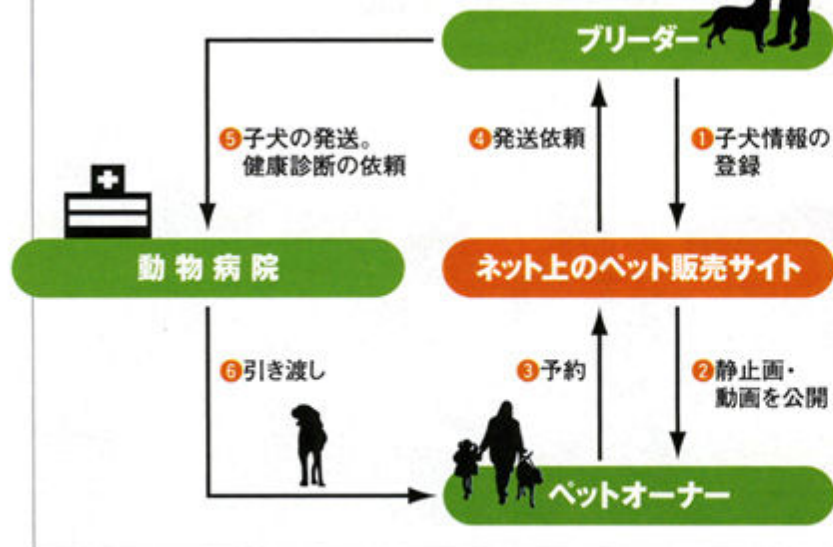 ブリーダー
❺子犬の発送。
健康診断の依頼
❹発送依頼
❶子犬情報の
登録
動物病院
ネット上のペット販売サイト
❻引き渡し
❸予約
❷静止画・
動画を公開
ペットオーナー